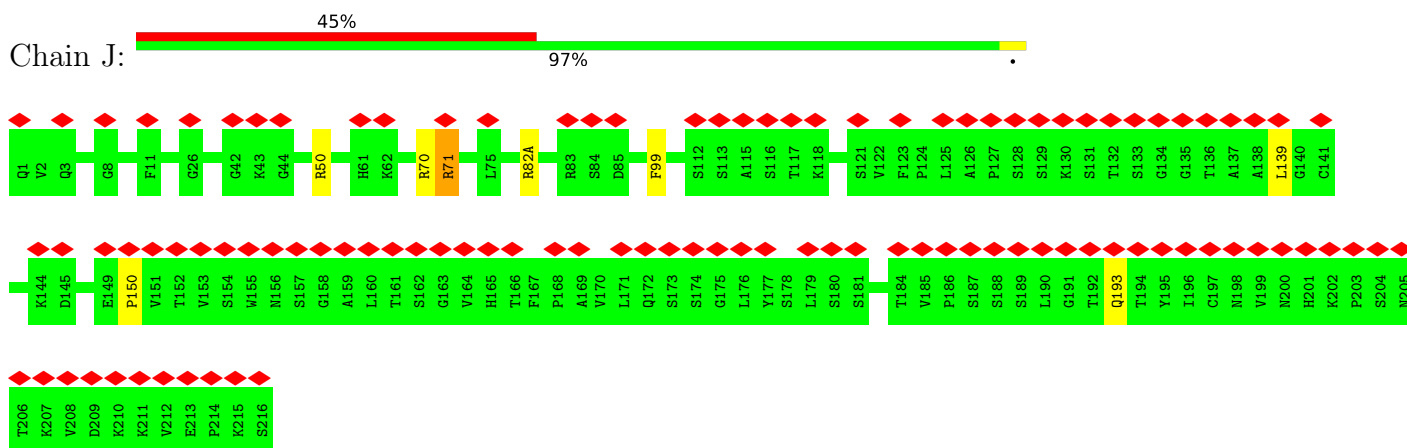 45%
Chain J:
97%
.
Q1 V2 Q3 G8 F11 G26 G42 K43 G44 R50 H61 K62 R70 R71 L75 R82A R83 S84 D85 F99 S112 S113 A115 S116 T117 K118 S121 V122 F123 P124 L125 A126 P127 S128 S129 K130 S131 T132 S133 G134 G135 T136 A137 A138 L139 G140 C141
K144 D145 E149 P150 V151 T152 V153 S154 W155 N156 S157 G158 A159 L160 T161 S162 G163 V164 H165 T166 F167 P168 A169 V170 L171 Q172 S173 S174 G175 L176 Y177 S178 L179 S180 S181 T184 V185 P186 S187 S188 S189 L190 G191 T192 Q193 T194 Y195 T196 C197 N198 V199 N200 H201 K202 P203 S204 N205
T206 K207 V208 D209 K210 K211 V212 E213 P214 K215 S216